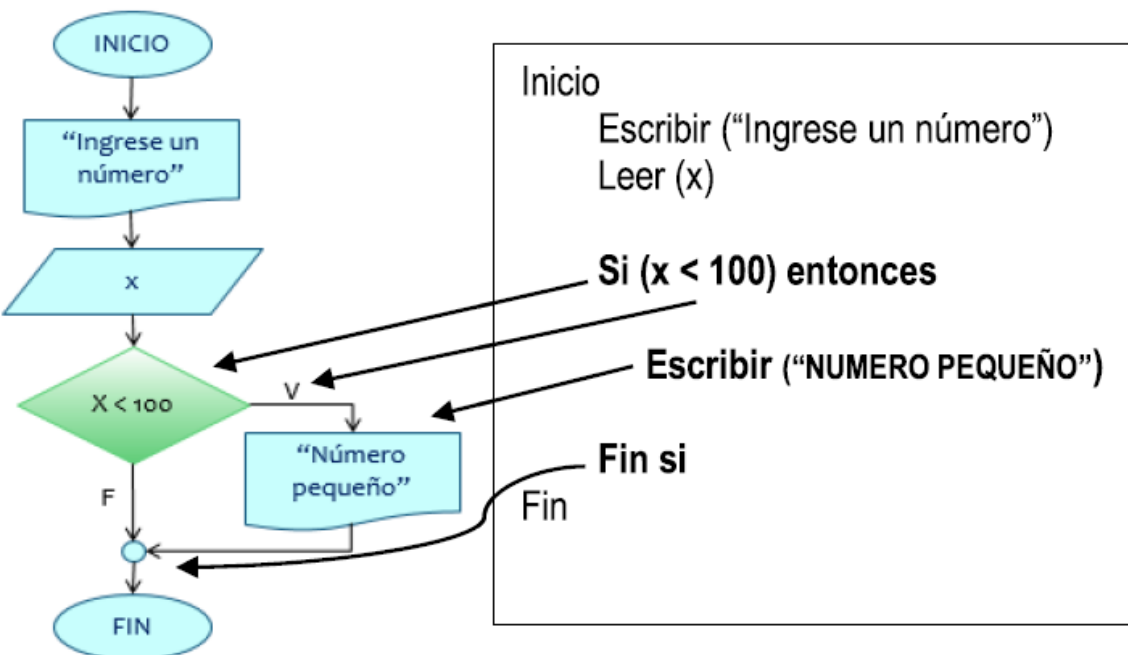 INICIO
“Ingrese un
número”
x
X < 100
V
“Número
pequeño”
F
FIN
Inicio
Escribir (“Ingrese un número”)
Leer (x)
Si (x < 100) entonces
Escribir (“NUMERO PEQUEÑO”)
Fin si
Fin